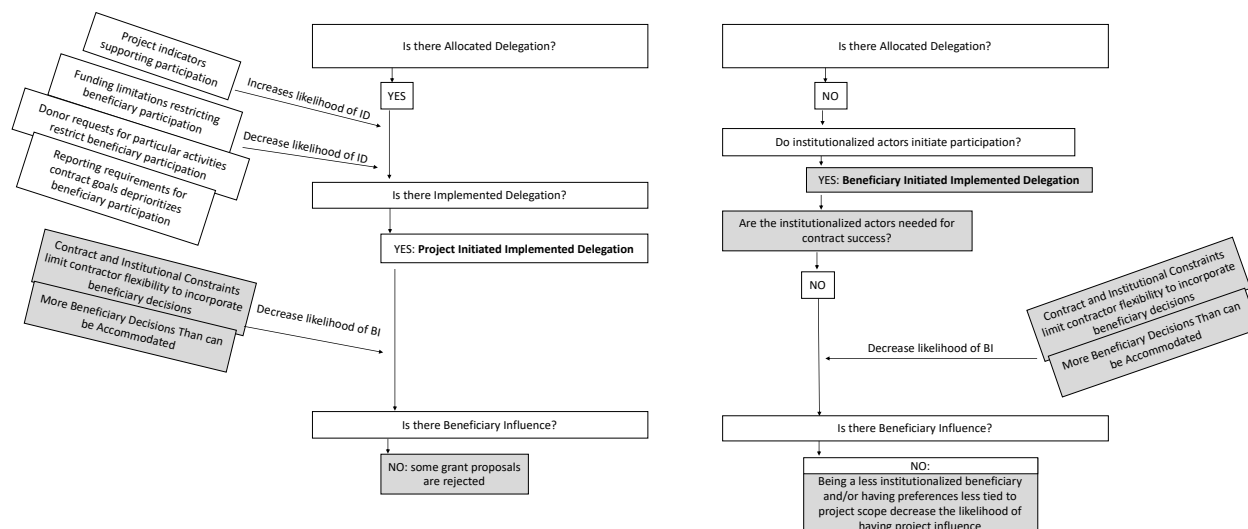 Is there Allocated Delegation?
Project indicators
supporting participation
Increases likelihood of ID
YES
Funding limitations restricting
beneficiary participation
Donor requests for particular activities
restrict beneficiary participation
Decrease likelihood of ID
Reporting requirements for
contract goals deprioritizes
beneficiary participation
Is there Implemented Delegation?
YES: Project Initiated Implemented Delegation
Contract and Institutional Constraints
limit contractor flexibility to incorporate
beneficiary decisions
More Beneficiary Decisions Than can
be Accommodated
Decrease likelihood of BI
Is there Beneficiary Influence?
NO: some grant proposals
are rejected
Is there Allocated Delegation?
NO
Do institutionalized actors initiate participation?
YES: Beneficiary Initiated Implemented Delegation
Are the institutionalized actors needed for
contract success?
NO
Contract and Institutional Constraints
limit contractor flexibility to incorporate
beneficiary decisions
More Beneficiary Decisions Than can
be Accommodated
Decrease likelihood of BI
Is there Beneficiary Influence?
NO:
Being a less institutionalized beneficiary
and/or having preferences less tied to
project scope decrease the likelihood of
having project influence